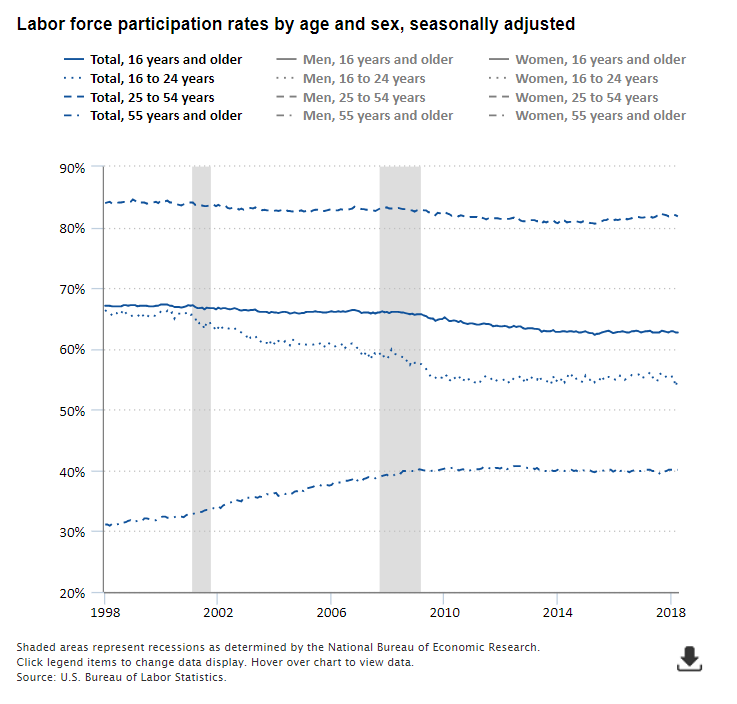 Labor force participation rates by age and sex, seasonally adjusted
Total, 16 years and older Men, 16 years and older Women, 16 years and older
Total, 16 to 24 years Men, 16 to 24 years Women, 16 to 24 years
Total, 25 to 54 years Men, 25 to 54 years Women, 25 to 54 years
Total, 55 years and older Men, 55 years and older Women, 55 years and older
90%
80%
70%
60%
50%
40%
30%
20%
1998 2002 2006 2010 2014 2018
Shaded areas represent recessions as determined by the National Bureau of Economic Research.
Click legend items to change data display. Hover over chart to view data.
Source: U.S. Bureau of Labor Statistics.